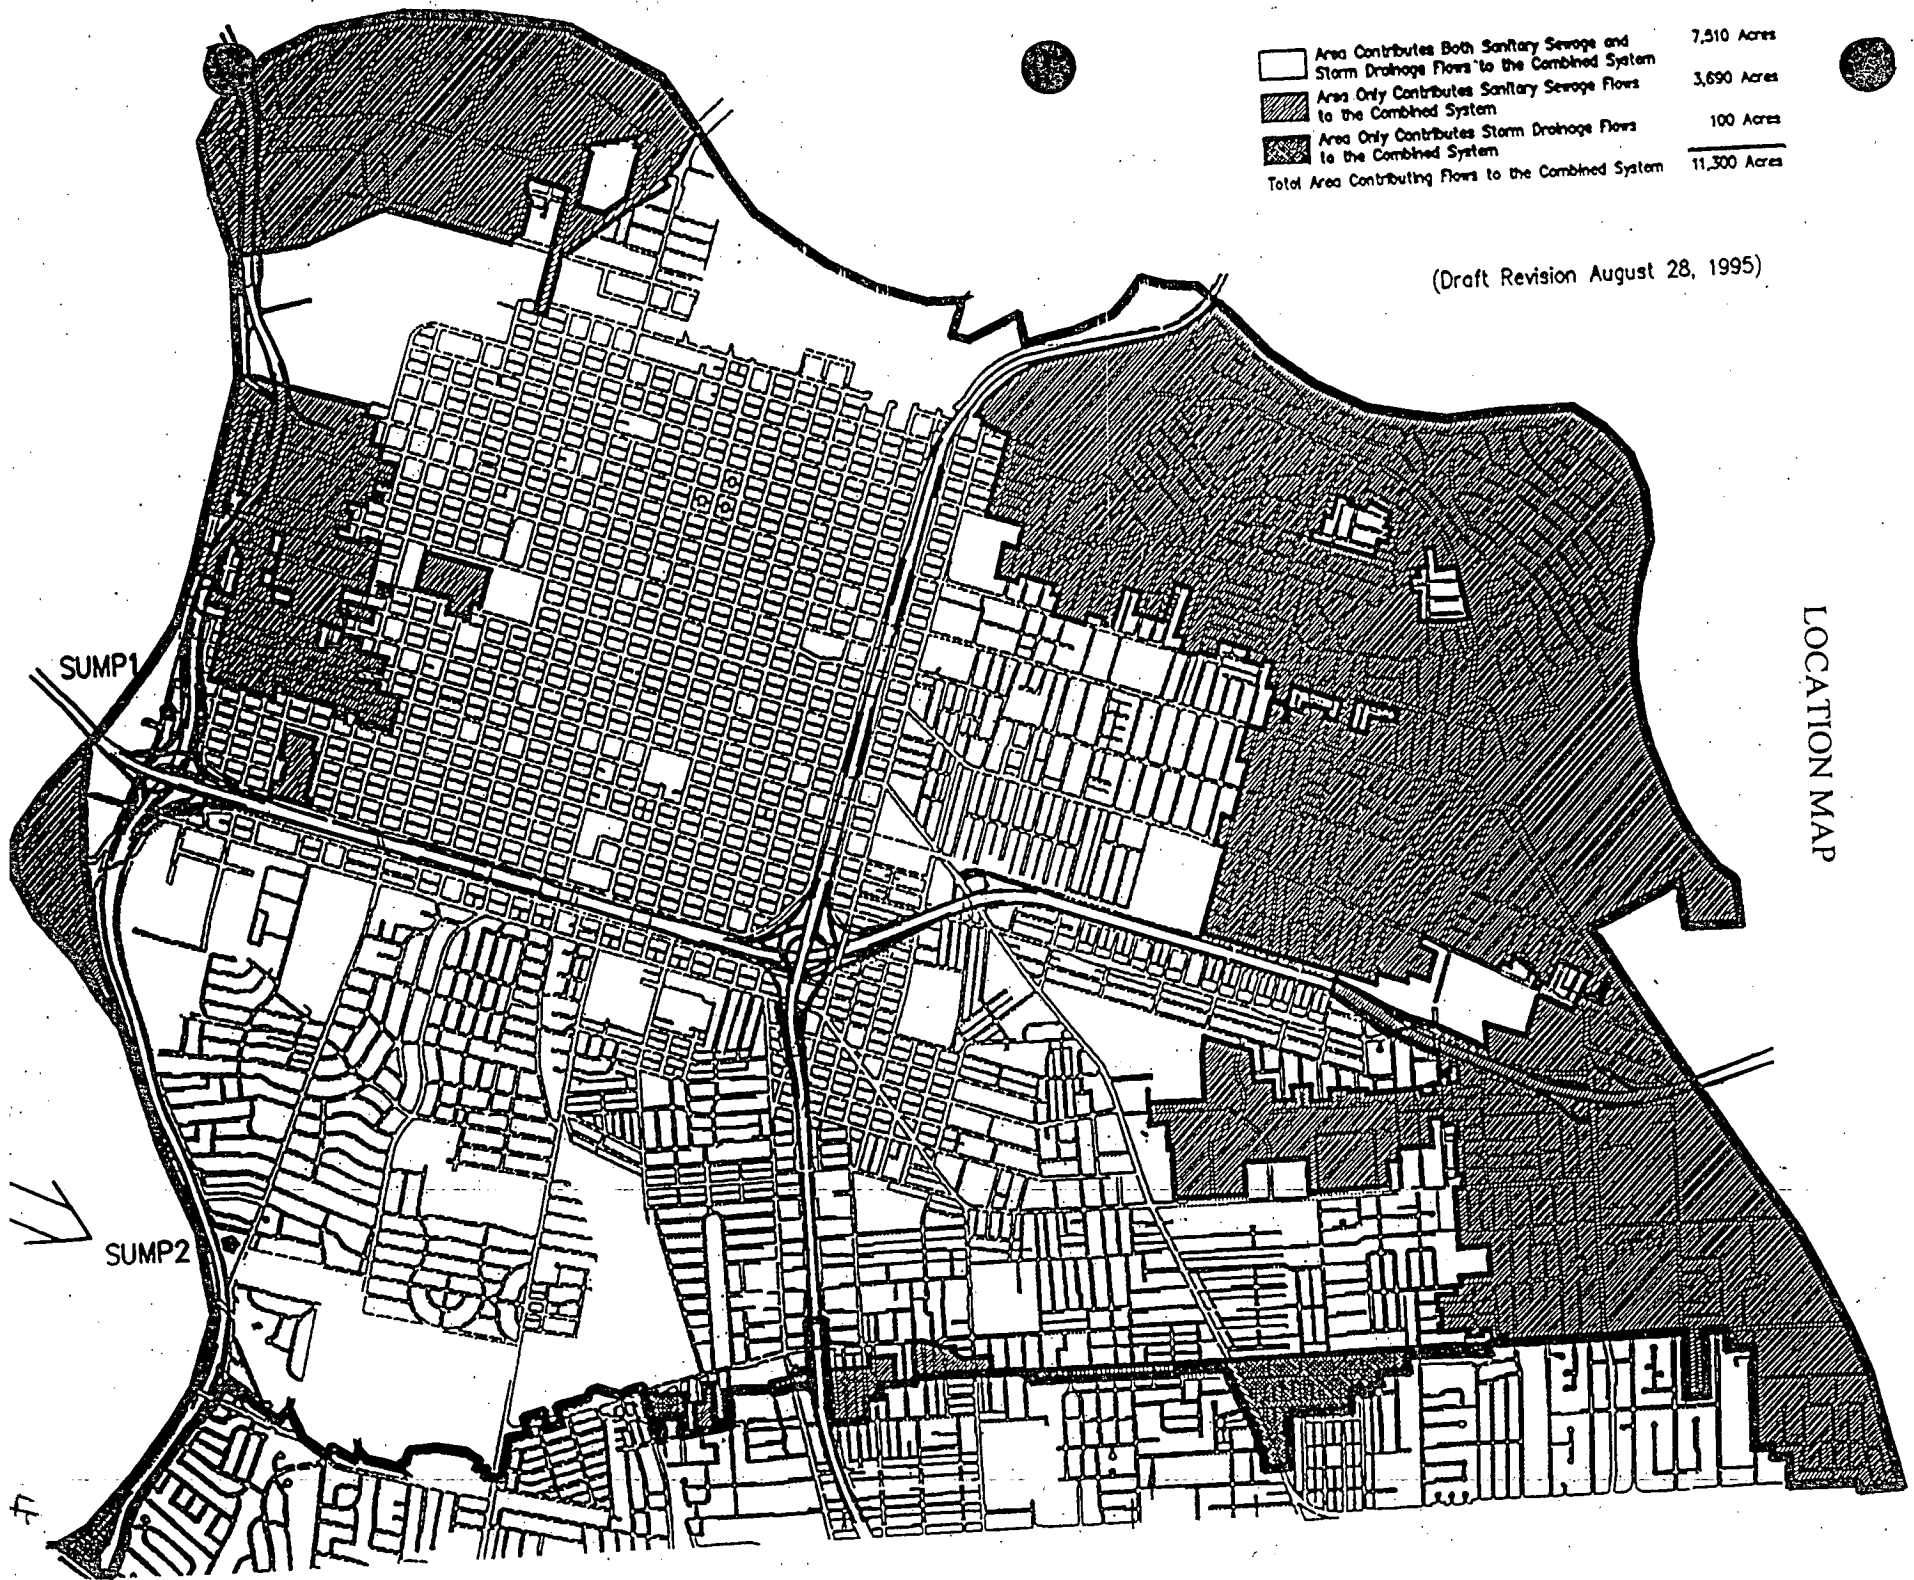 Area Contributes Both Sanitary Sewage and
Storm Drainage Flows to the Combined System
7,510 Acres
Area Only Contributes Sanitary Sewage Flows
to the Combined System
3,690 Acres
Area Only Contributes Storm Drainage Flows
to the Combined System
100 Acres
Total Area Contributing Flows to the Combined System
11,300 Acres
(Draft Revision August 28, 1995)
LOCATION MAP
SUMP1
SUMP2